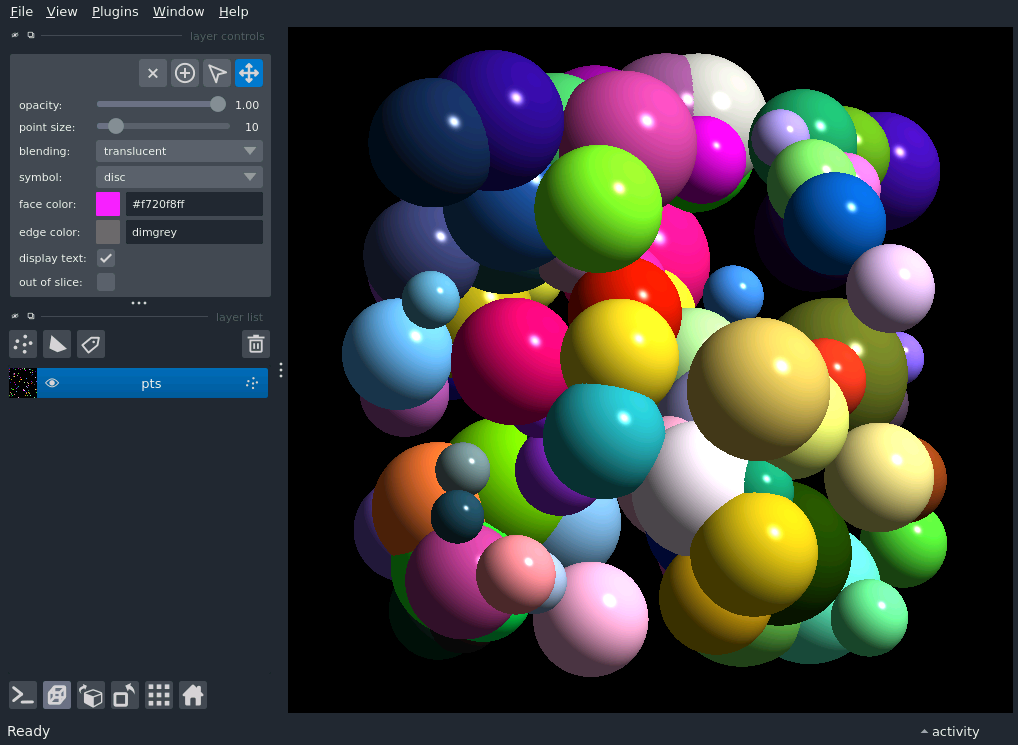 File View Plugins Window Help
layer controls
opacity: 1.00
point size: 10
blending: translucent
symbol: disc
face color: #f720f8ff
edge color: dimgrey
display text:
out of slice:
layer list
pts
Ready
activity